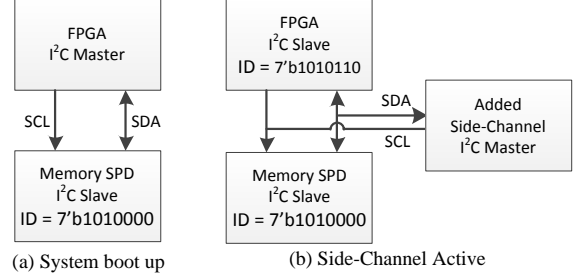 FPGA
I²C Master
SCL
SDA
Memory SPD
I²C Slave
ID = 7'b1010000
(a) System boot up
FPGA
I²C Slave
ID = 7'b1010110
SDA
SCL
Added
Side-Channel
I²C Master
Memory SPD
I²C Slave
ID = 7'b1010000
(b) Side-Channel Active